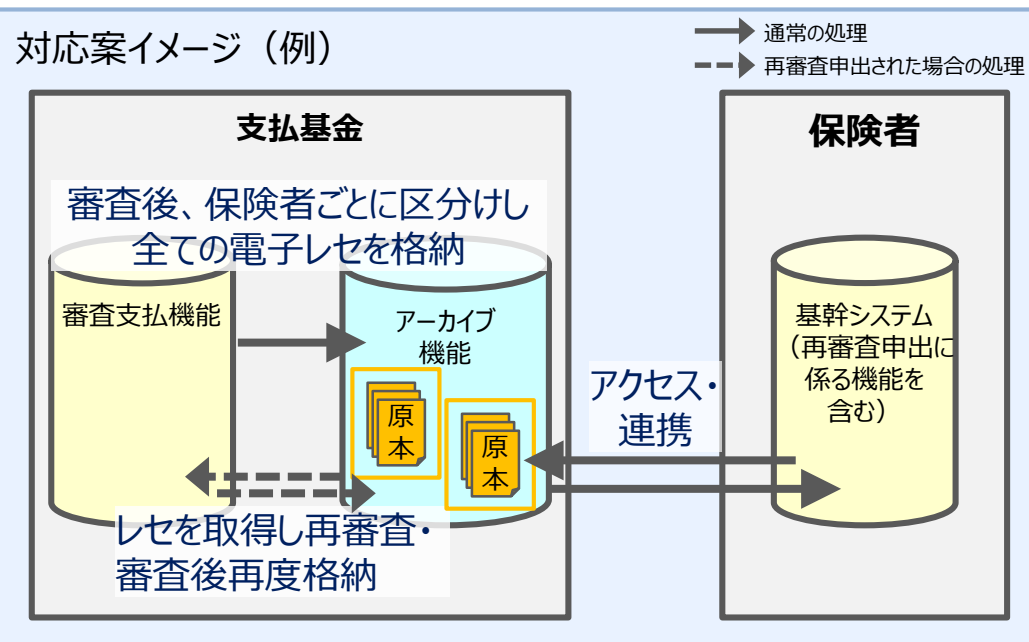 対応案イメージ（例）
通常の処理
再審査申出された場合の処理
支払基金
審査後、保険者ごとに区分けし
全ての電子レセを格納
審査支払機能
アーカイブ
機能
原
本
原
本
レセを取得し再審査・
審査後再度格納
アクセス・
連携
保険者
基幹システム
（再審査申出に
係る機能を
含む）